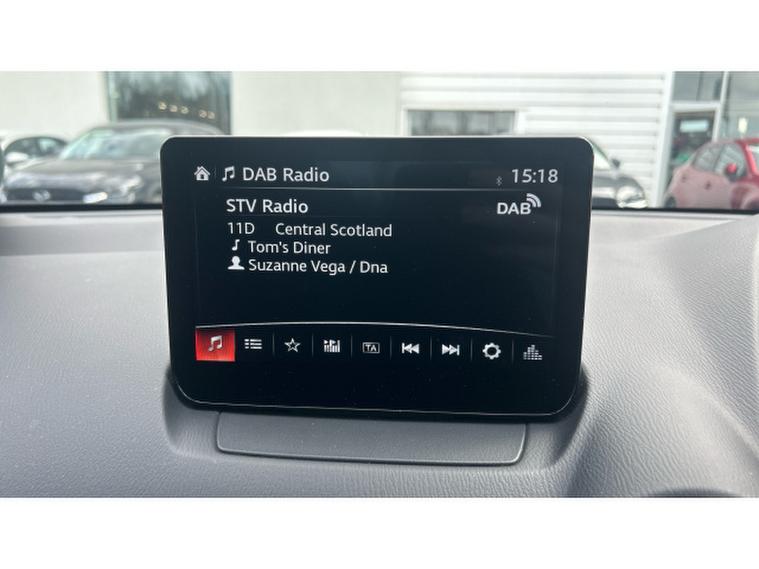 DAB Radio 15:18
STV Radio
DAB
11D Central Scotland
Tom's Diner
Suzanne Vega / Dna
TA